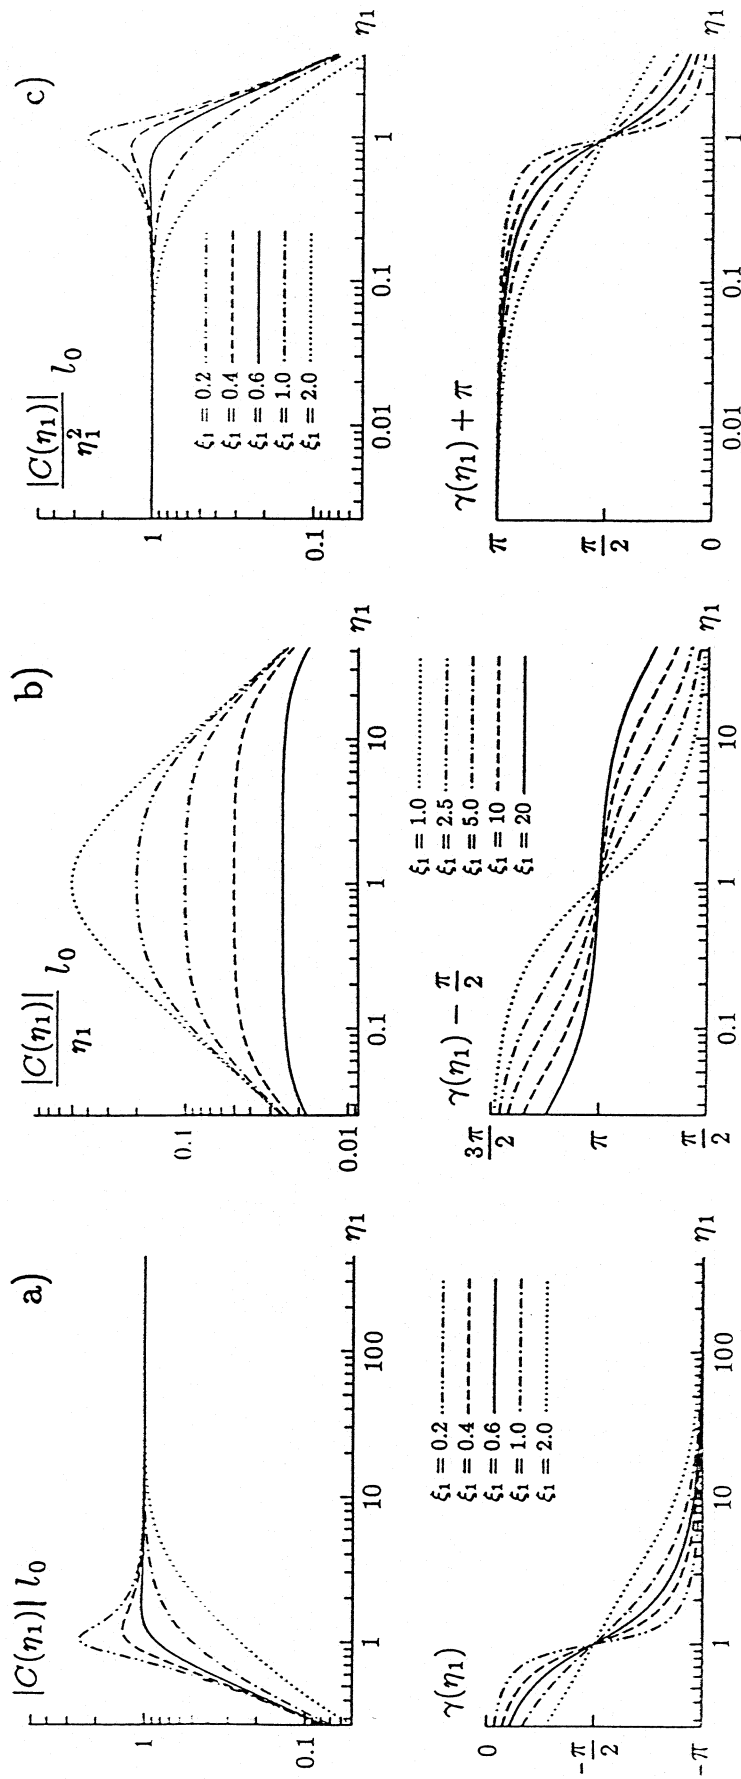 a)
|C(η₁)| l₀
1
0.1
1 10 100 η₁
γ(η₁)
ξ₁ = 0.2
ξ₁ = 0.4
ξ₁ = 0.6
ξ₁ = 1.0
ξ₁ = 2.0
0
-π/2
-π
1 10 100 η₁
b)
|C(η₁)|/η₁ l₀
0.1
0.01
0.1 1 10 η₁
γ(η₁) − π/2
ξ₁ = 1.0
ξ₁ = 2.5
ξ₁ = 5.0
ξ₁ = 10
ξ₁ = 20
3π/2
π
π/2
0.1 1 10 η₁
c)
|C(η₁)|/η₁² l₀
1
0.1
ξ₁ = 0.2
ξ₁ = 0.4
ξ₁ = 0.6
ξ₁ = 1.0
ξ₁ = 2.0
0.01 0.1 1 η₁
γ(η₁) + π
π
π/2
0
0.01 0.1 1 η₁